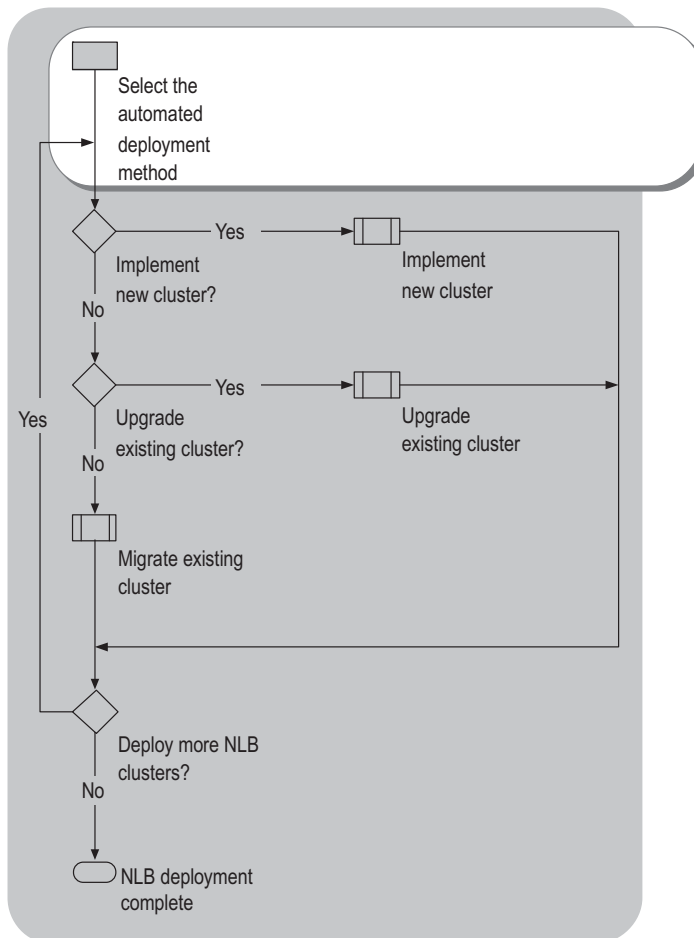 Select the
automated
deployment
method
Yes
Implement
new cluster?
Implement
new cluster
No
Yes
Yes
Upgrade
existing cluster?
Upgrade
existing cluster
No
Migrate existing
cluster
Deploy more NLB
clusters?
No
NLB deployment
complete